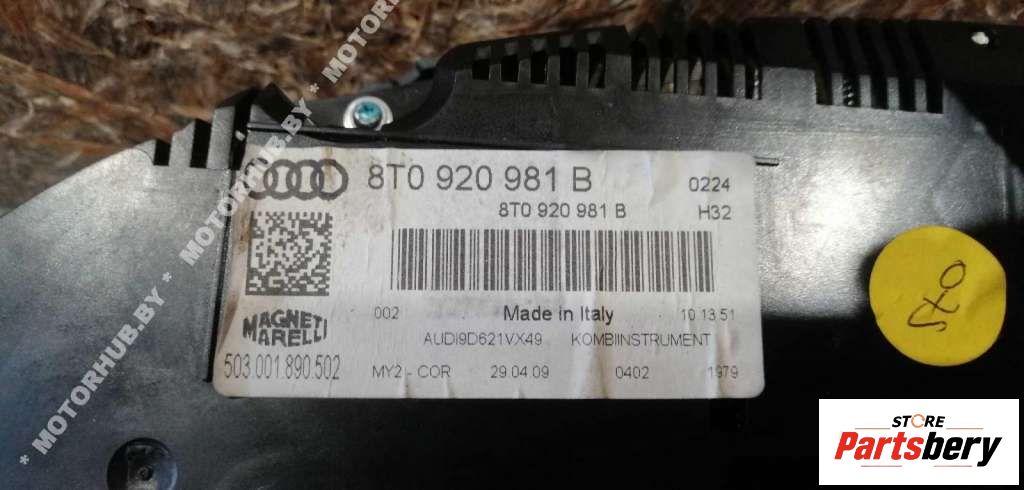 * MOTORHUB.BY * MOTORHUB.BY * MOTORHUB.BY
8T0 920 981 B 0224
8T0 920 981 B H32
002 Made in Italy 10 13 51
MAGNETI
MARELLI
AUDI9D621VX49 KOMBIINSTRUMENT
503.001.890.502 MY2 - COR 29.04.09 0402 1979
STORE
Partsbery